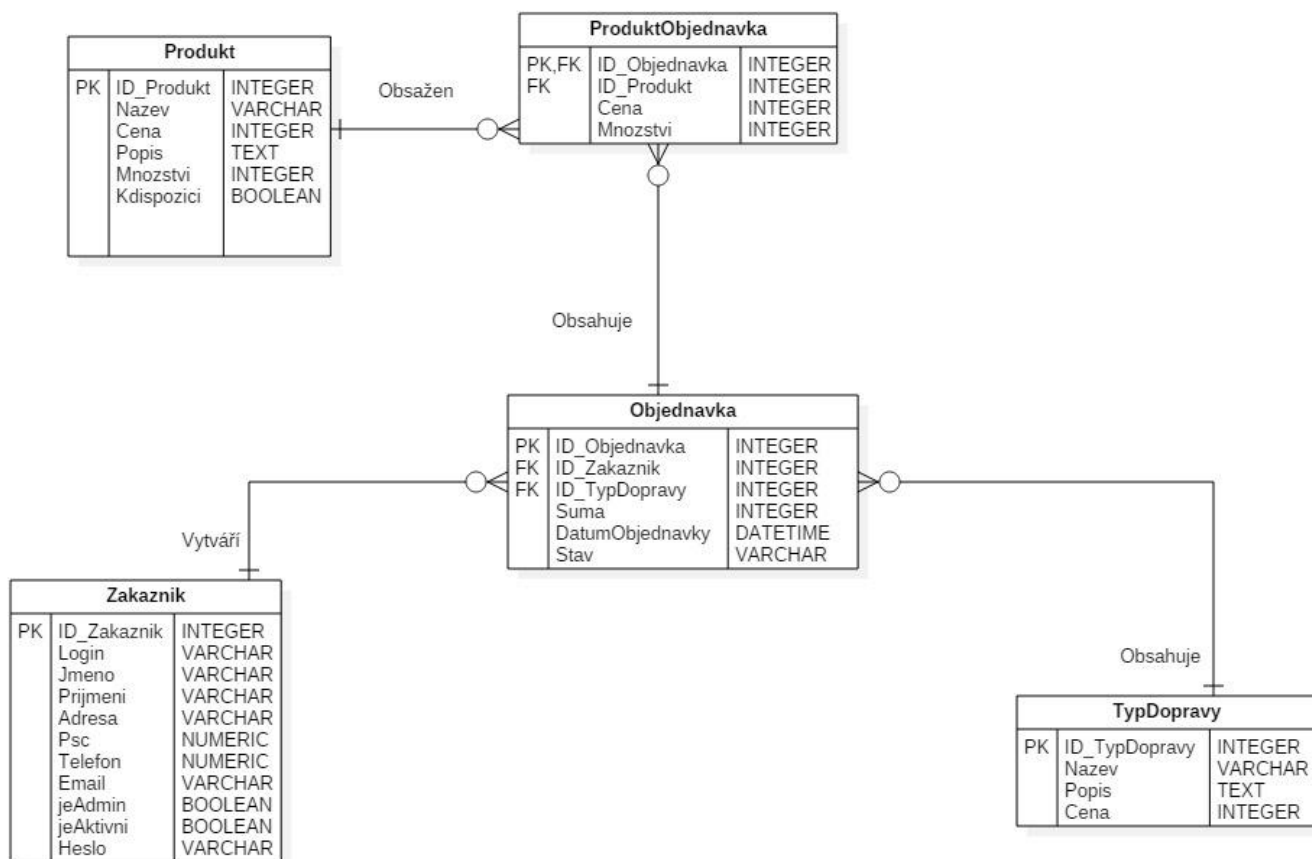 Produkt
PK ID_Produkt INTEGER
Nazev VARCHAR
Cena INTEGER
Popis TEXT
Mnozstvi INTEGER
Kdispozici BOOLEAN
Obsažen
ProduktObjednavka
PK,FK ID_Objednavka INTEGER
FK ID_Produkt INTEGER
Cena INTEGER
Mnozstvi INTEGER
Obsahuje
Objednavka
PK ID_Objednavka INTEGER
FK ID_Zakaznik INTEGER
FK ID_TypDopravy INTEGER
Suma INTEGER
DatumObjednavky DATETIME
Stav VARCHAR
Vytváří
Zakaznik
PK ID_Zakaznik INTEGER
Login VARCHAR
Jmeno VARCHAR
Prijmeni VARCHAR
Adresa VARCHAR
Psc NUMERIC
Telefon NUMERIC
Email VARCHAR
jeAdmin BOOLEAN
jeAktivni BOOLEAN
Heslo VARCHAR
Obsahuje
TypDopravy
PK ID_TypDopravy INTEGER
Nazev VARCHAR
Popis TEXT
Cena INTEGER